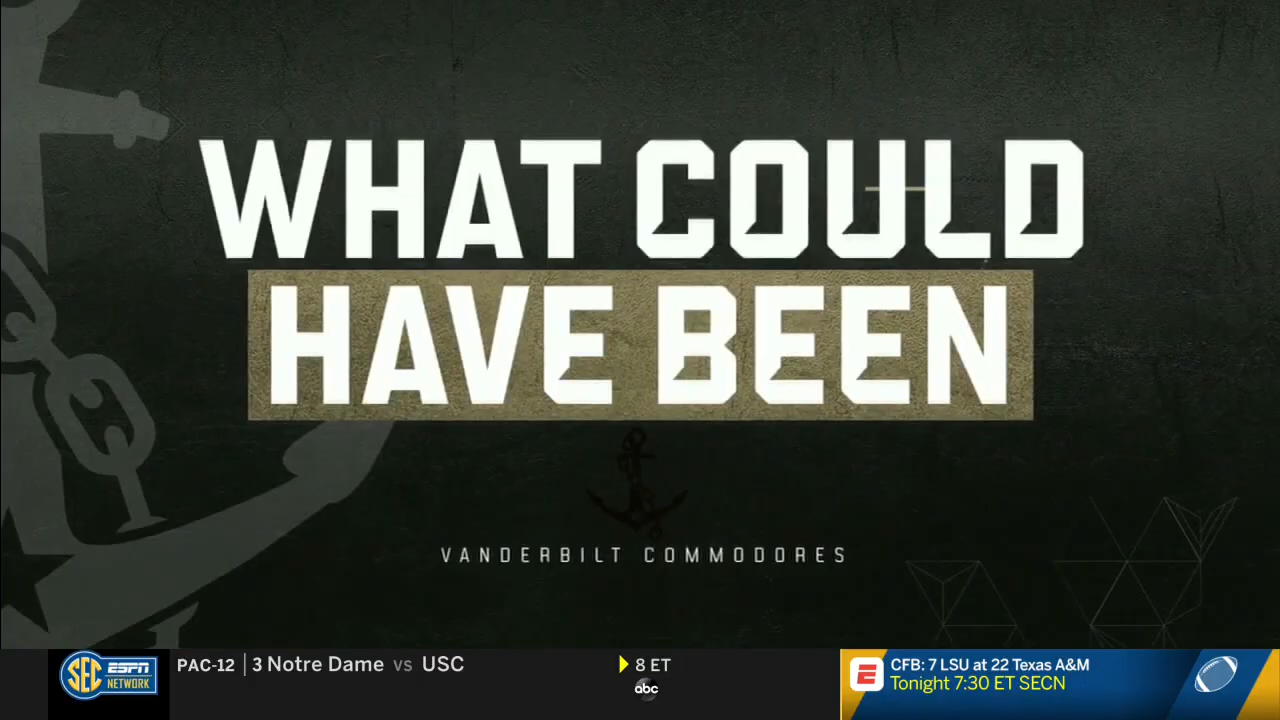 WHAT COULD
HAVE BEEN
VANDERBILT COMMODORES
SEC ESPN NETWORK
PAC-12 | 3 Notre Dame vs USC
8 ET
abc
E
CFB: 7 LSU at 22 Texas A&M
Tonight 7:30 ET SECN